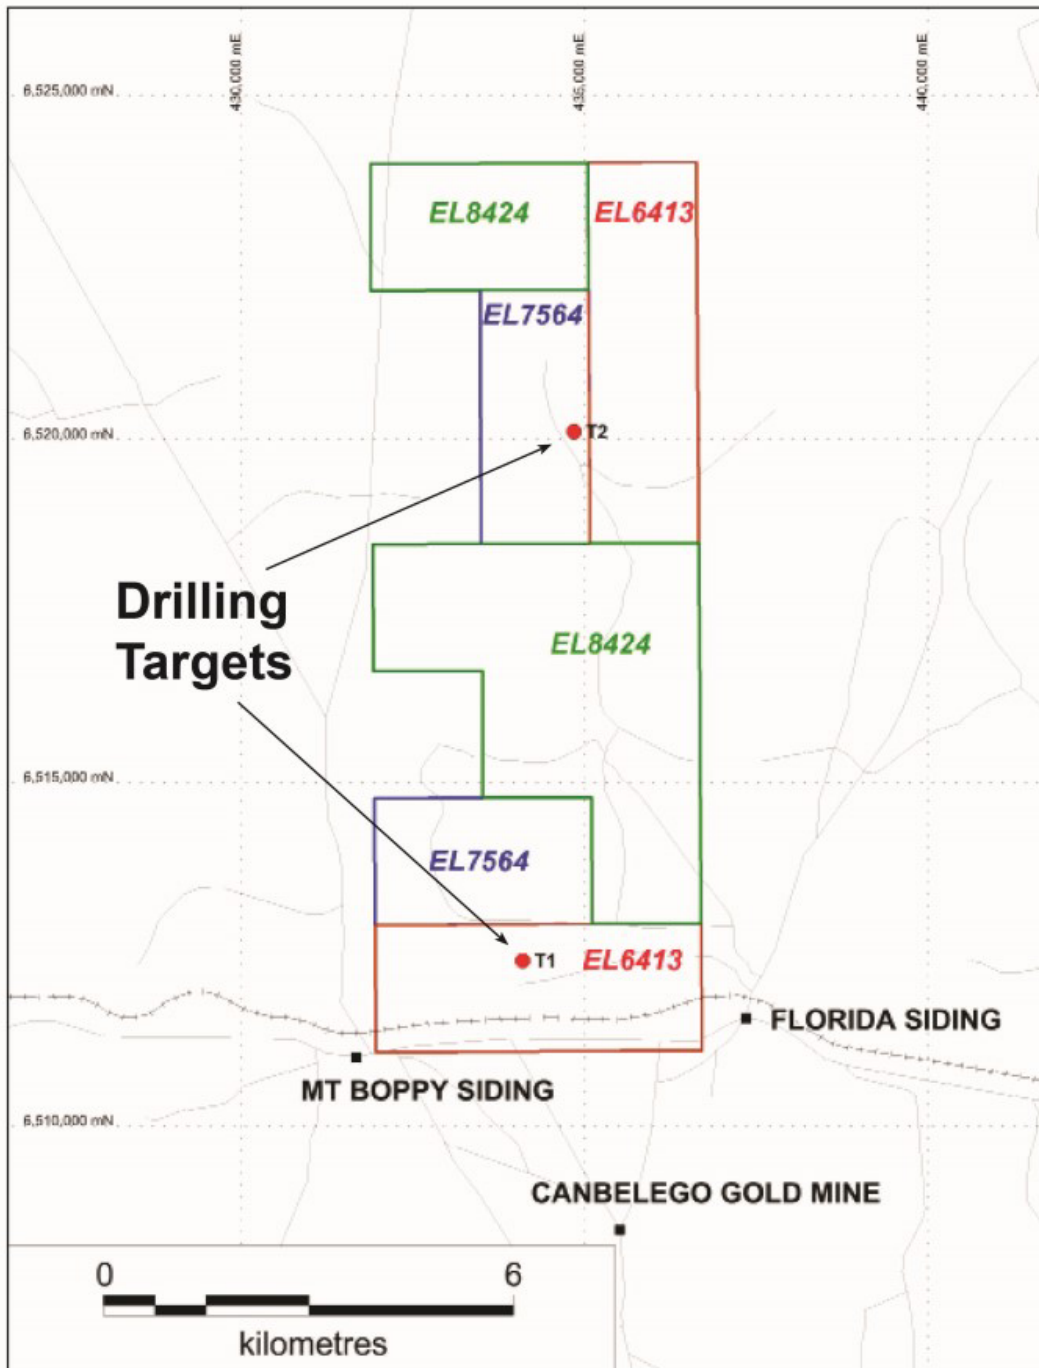 430,000 mE
435,000 mE
440,000 mE
6,525,000 mN
EL8424
EL6413
EL7564
6,520,000 mN
T2
Drilling
Targets
EL8424
6,515,000 mN
EL7564
T1
EL6413
FLORIDA SIDING
MT BOPPY SIDING
6,510,000 mN
CANBELEGO GOLD MINE
0 6
kilometres